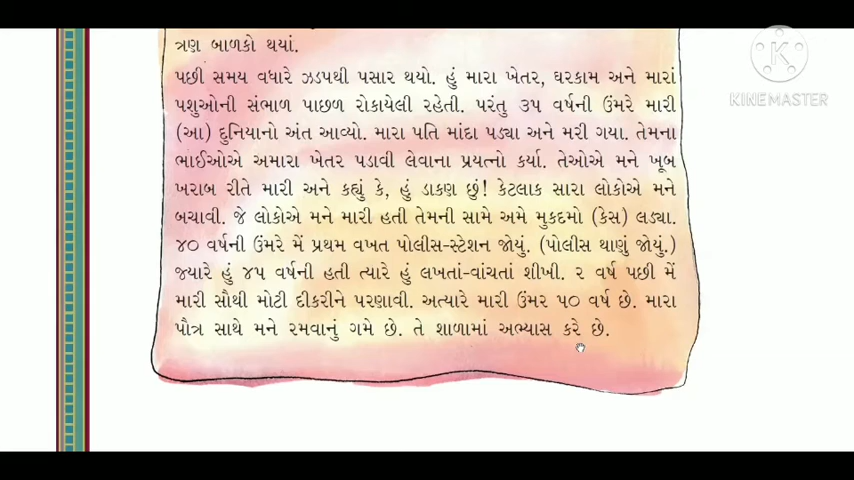 ત્રણ બાળકો થયાં.
પછી સમય વધારે ઝડપથી પસાર થયો. હું મારા ખેતર, ઘરકામ અને મારાં
પશુઓની સંભાળ પાછળ રોકાયેલી રહેતી. પરંતુ ૩૫ વર્ષની ઉંમરે મારી
(આ) દુનિયાનો અંત આવ્યો. મારા પતિ માંદા પડ્યા અને મરી ગયા. તેમના
ભાઈઓએ અમારા ખેતર પડાવી લેવાના પ્રયત્નો કર્યા. તેઓએ મને ખૂબ
ખરાબ રીતે મારી અને કહ્યું કે, હું ડાકણ છું! કેટલાક સારા લોકોએ મને
બચાવી. જે લોકોએ મને મારી હતી તેમની સામે અમે મુકદમો (કેસ) લડ્યા.
૪૦ વર્ષની ઉંમરે મેં પ્રથમ વખત પોલીસ-સ્ટેશન જોયું. (પોલીસ થાણું જોયું.)
જ્યારે હું ૪૫ વર્ષની હતી ત્યારે હું લખતાં-વાંચતાં શીખી. ૨ વર્ષ પછી મેં
મારી સૌથી મોટી દીકરીને પરણાવી. અત્યારે મારી ઉંમર ૫૦ વર્ષ છે. મારા
પૌત્ર સાથે મને રમવાનું ગમે છે. તે શાળામાં અભ્યાસ કરે છે.
KINEMASTER